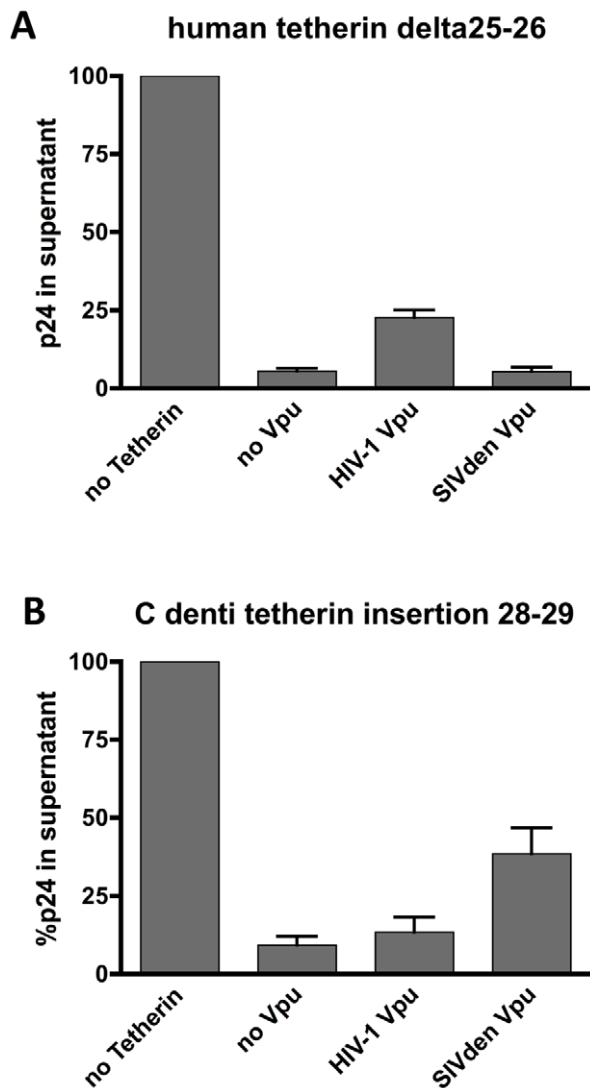 A human tetherin delta25-26
100
75
50
25
0
p24 in supernatant
no Tetherin
no Vpu
HIV-1 Vpu
SIVden Vpu
B C denti tetherin insertion 28-29
100
75
50
25
0
%p24 in supernatant
no Tetherin
no Vpu
HIV-1 Vpu
SIVden Vpu